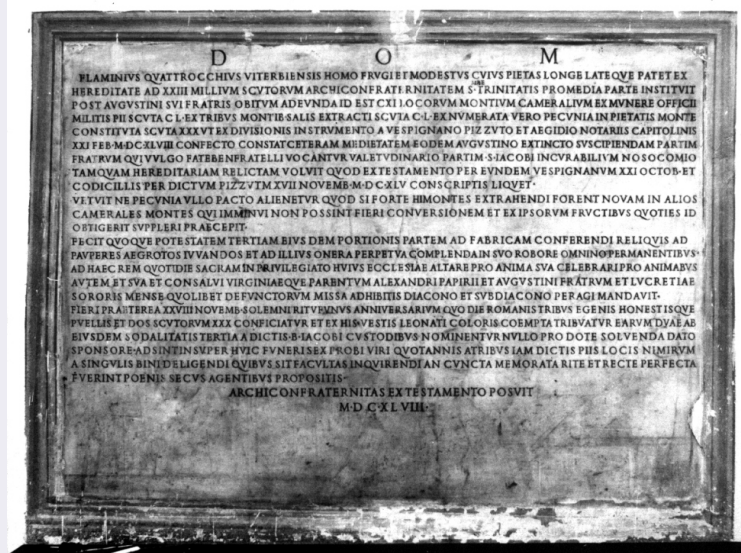 D O M
FLAMINIVS QVATTROCCHIVS VITERBIENSIS HOMO FRVGI ET MODESTVS CVIVS PIETAS LONGE LATEQVE PATET EX
HEREDITATE AD XXIII MILLIVM SCVTORVM ARCHICONFRATERNITATEM S·TRINITATIS PRO MEDIA PARTE INSTITVIT
POST AVGVSTINI SVI FRATRIS OBITVM ADEVNDA ID EST CXI LOCORVM MONTIVM CAMERALIVM EX MVNERE OFFICII
MILITIS PII SCVTA C·L·EX TRIBVS MONTIB·SALIS EXTRACTI SCVTA C·L·EX NVMERATA VERO PECVNIA IN PIETATIS MONTE
CONSTITVTA SCVTA XXX VT EX DIVISIONIS INSTRVMENTO A VESPIGNANO PIZZVTO ET AEGIDIO NOTARIIS CAPITOLINIS
XXI FEB·M·DC·XLVIII CONFECTO CONSTAT CETERAM MEDIETATEM EODEM AVGVSTINO EXTINCTO SVSCIPIENDAM PARTIM
FRATRVM QVI VVLGO FATEBENFRATELLI VOCANTVR VALETVDINARIO PARTIM·S·IACOBI INCVRABILIVM NOSOCOMIO
TAMQVAM HEREDITARIAM RELICTAM VOLVIT QVOD EX TESTAMENTO PER EVNDEM VESPIGNANVM XXI OCTOB·ET
CODICILLIS PER DICTVM PIZZVTM XVII NOVEMB·M·D·C·XLV CONSCRIPTIS LIQVET·
VETVIT NE PECVNIA VLLO PACTO ALIENETVR QVOD SI FORTE HI MONTES EXTRAHENDI FORENT NOVAM IN ALIOS
CAMERALES MONTES QVI IMMINVI NON POSSINT FIERI CONVERSIONEM ET EX IPSORVM FRVCTIBVS QVOTIES ID
OBTIGERIT SVPPLERI PRAECEPIT·
FECIT QVOQVE POTESTATEM TERTIAM EIVSDEM PORTIONIS PARTEM AD FABRICAM CONFERENDI RELIQVIS AD
PAVPERES AEGROTOS IVVANDOS ET AD ILLIVS ONERA PERPETVA COMPLENDA IN SVO ROBORE OMNINO PERMANENTIBVS·
AD HAEC REM QVOTIDIE SACRAM IN PRIVILEGIATO HVIVS ECCLESIAE ALTARE PRO ANIMA SVA CELEBRARI PRO ANIMABVS
AVTEM ET SVA ET CONSALVI VIRGINIAEQVE PARENTVM ALEXANDRI PAPIRII ET AVGVSTINI FRATRVM ET LVCRETIAE
SORORIS MENSE QVOLIBET DEFVNCTORVM MISSA ADHIBITIS DIACONO ET SVBDIACONO PERAGI MANDAVIT·
FIERI PRAETEREA XXVIII NOVEMB·SOLEMNI RITV FVNVS ANNIVERSARIVM QVO DIE ROMANIS TRIBVS EGENIS HONESTISQVE
PVELLIS ET DOS SCVTORVM XXX CONFICIATVR ET EX HIS·VESTIS LEONATI COLORIS COEMPTA TRIBVATVR EARVM DVAE AB
EIVSDEM SODALITATIS TERTIA A DICTIS·B·IACOBI CVSTODIBVS NOMINENTVR NVLLO PRO DOTE SOLVENDA DATO
SPONSORE·ADSINT INSVPER HVIC FVNERI SEX PROBI VIRI QVOTANNIS A TRIBVS IAM DICTIS PIIS LOCIS NIMIRVM
A SINGVLIS BINI DELIGENDI QVIBVS SIT FACVLTAS INQVIRENDI AN CVNCTA MEMORATA RITE ET RECTE PERFECTA
FVERINT POENIS SECVS AGENTIBVS PROPOSITIS·
ARCHICONFRATERNITAS EX TESTAMENTO POSVIT
M·D·C·XLVIII·